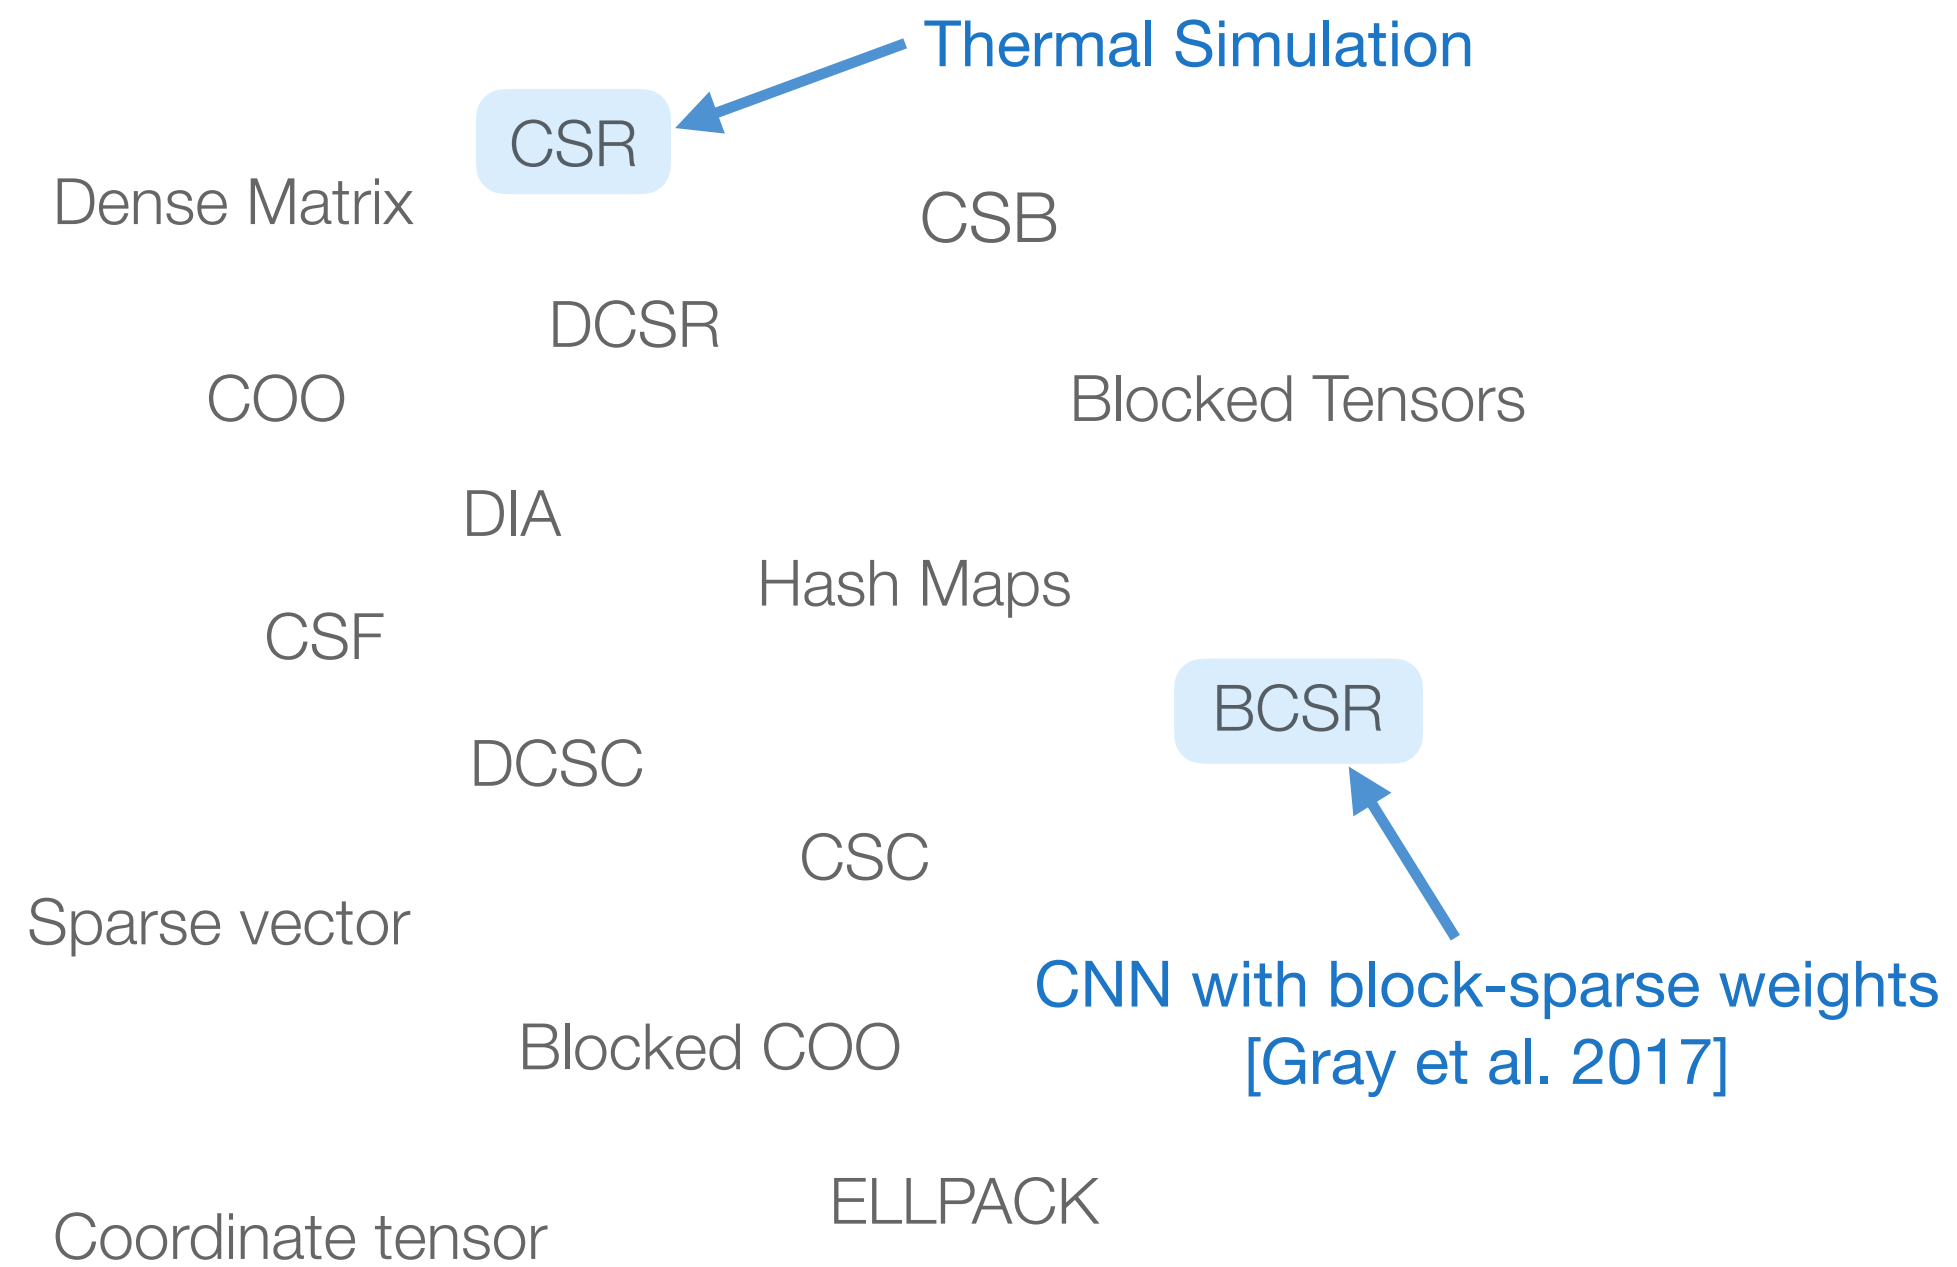 Thermal Simulation
CSR
Dense Matrix
CSB
DCSR
COO
Blocked Tensors
DIA
Hash Maps
CSF
BCSR
DCSC
CSC
Sparse vector
CNN with block-sparse weights
[Gray et al. 2017]
Blocked COO
ELLPACK
Coordinate tensor